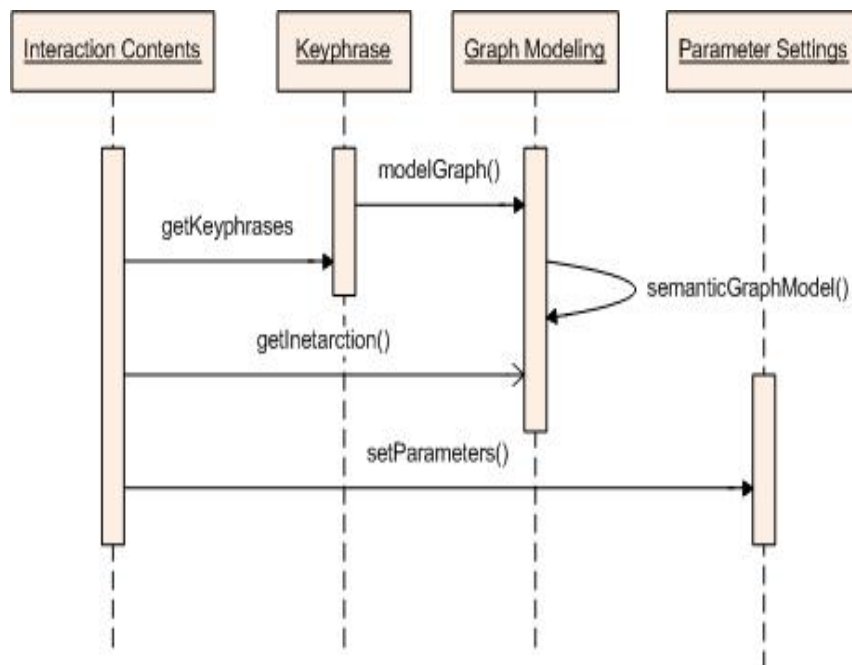 Interaction Contents
Keyphrase
Graph Modeling
Parameter Settings
modelGraph()
getKeyphrases
semanticGraphModel()
getInetarction()
setParameters()